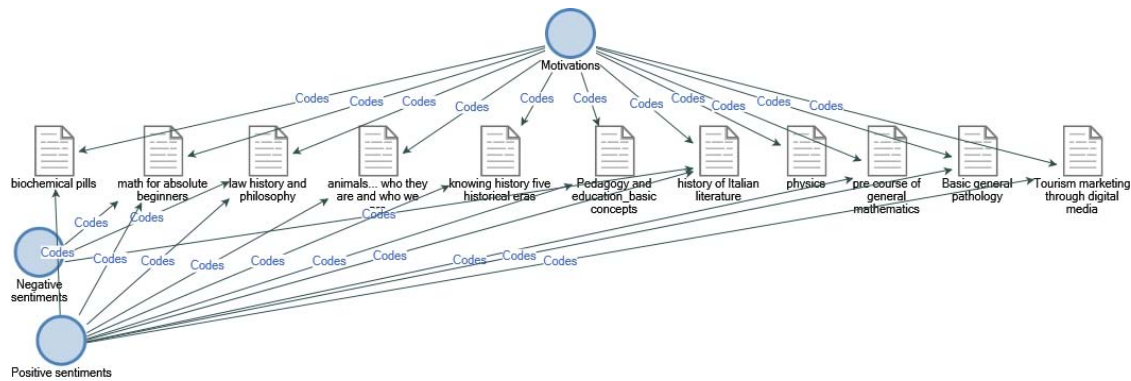 Motivations
Codes
Codes
Codes
Codes
Codes
Codes
Codes
Codes
Codes
Codes
Codes
biochemical pills
math for absolute
beginners
law history and
philosophy
animals... who they
are and who we
knowing history five
historical eras
Pedagogy and
education_basic
concepts
history of Italian
literature
physics
pre course of
general
mathematics
Basic general
pathology
Tourism marketing
through digital
media
Codes
Codes
Codes
Codes
Codes
Codes
Codes
Codes
Codes
Codes
Codes
Codes
Codes
Negative
sentiments
Positive sentiments